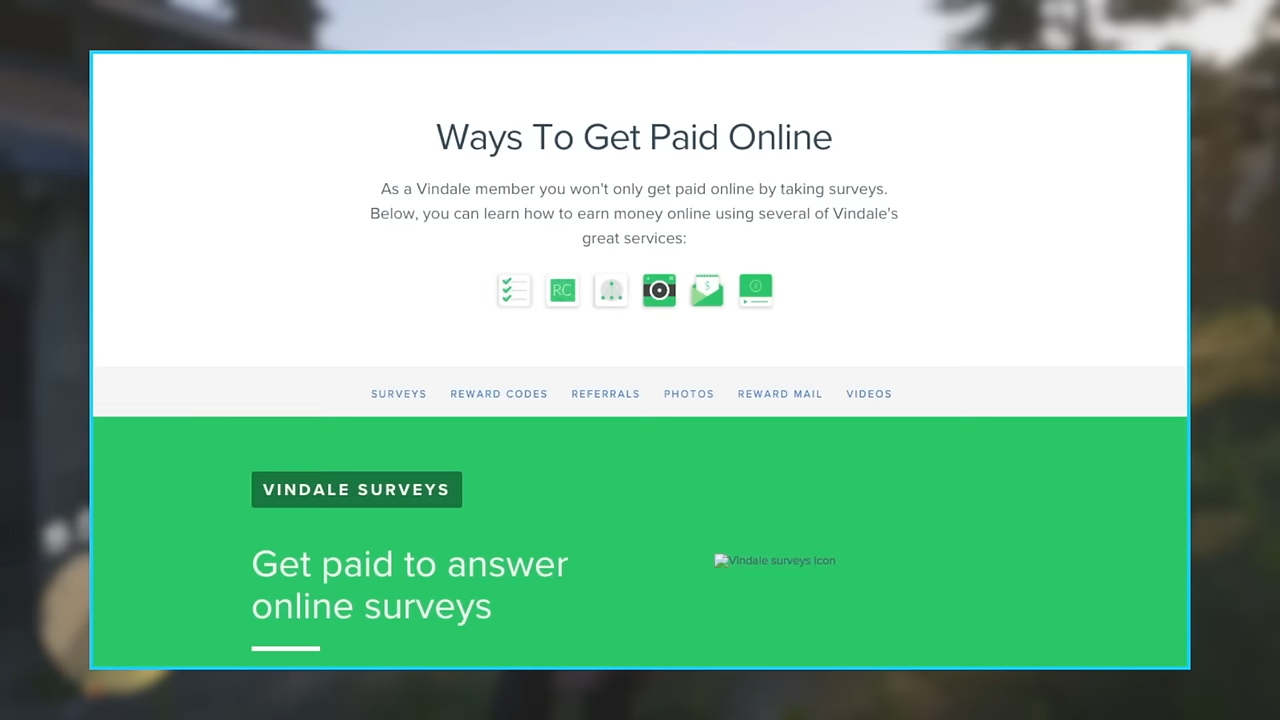 Ways To Get Paid Online
As a Vindale member you won't only get paid online by taking surveys.
Below, you can learn how to earn money online using several of Vindale's
great services:
RC
$
SURVEYS REWARD CODES REFERRALS PHOTOS REWARD MAIL VIDEOS
VINDALE SURVEYS
Get paid to answer
online surveys
Vindale surveys icon